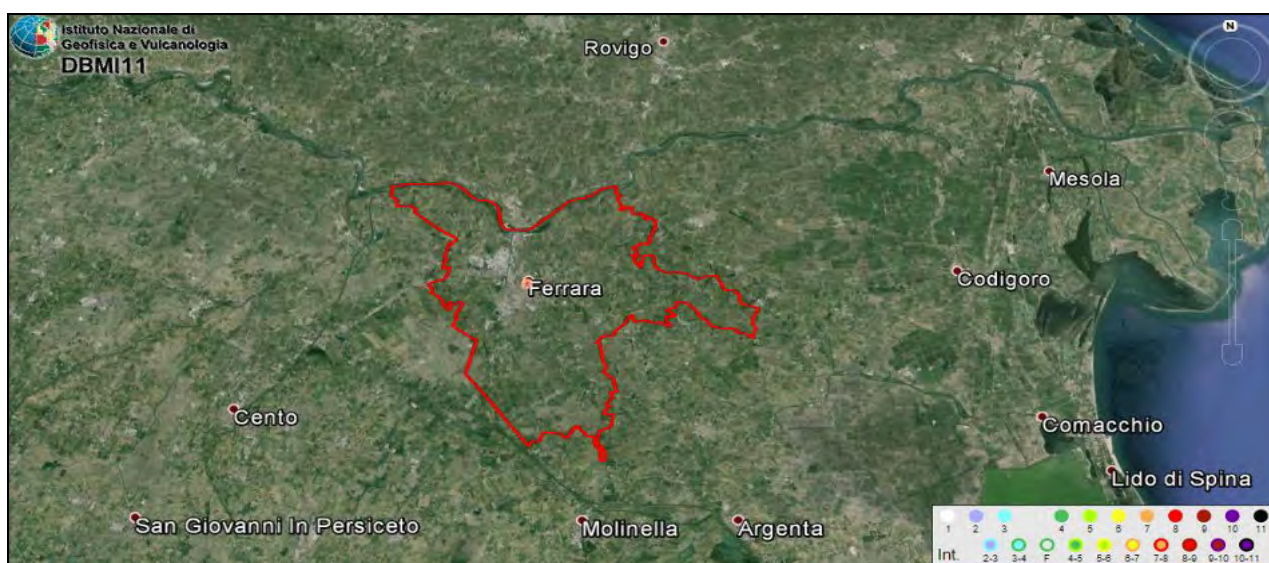 Istituto Nazionale di
Geofisica e Vulcanologia
DBMI11
N
Rovigo
Mesola
Codigoro
Ferrara
Cento
Comacchio
Lido di Spina
San Giovanni In Persiceto
Molinella
Argenta
1 2 3 4 5 6 7 8 9 10 11
Int. 2-3 3-4 F 4-5 5-6 6-7 7-8 8-9 9-10 10-11